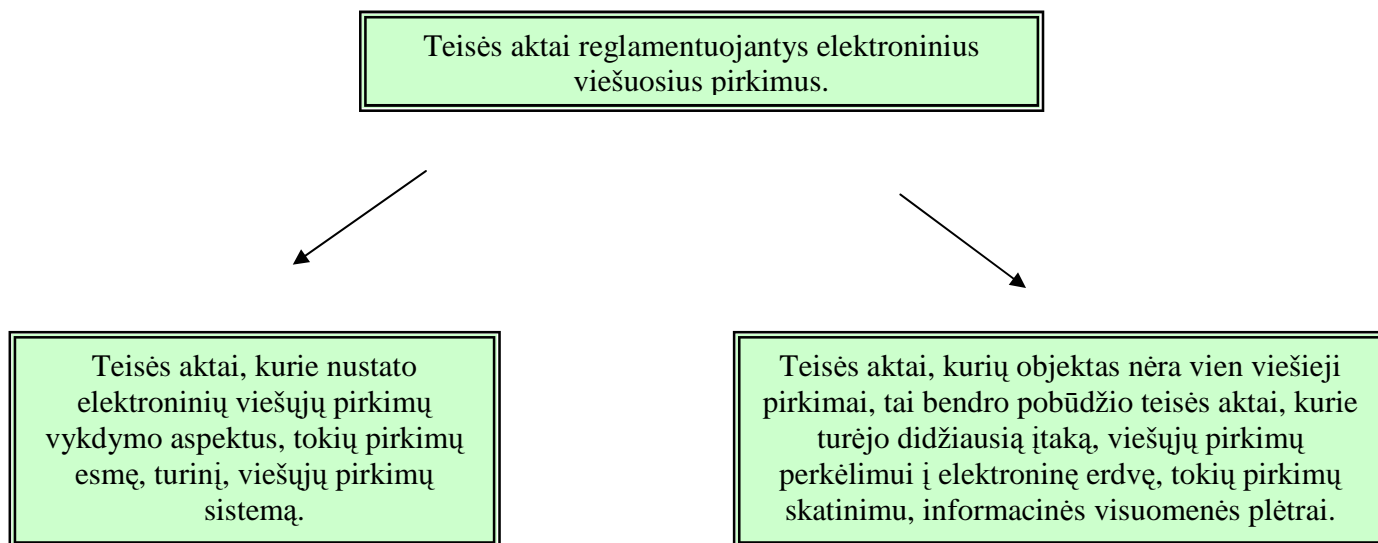 Teisės aktai reglamentuojantys elektroninius
viešuosius pirkimus.
Teisės aktai, kurie nustato
elektroninių viešųjų pirkimų
vykdymo aspektus, tokių pirkimų
esmę, turinį, viešųjų pirkimų
sistemą.
Teisės aktai, kurių objektas nėra vien viešieji
pirkimai, tai bendro pobūdžio teisės aktai, kurie
turėjo didžiausią įtaką, viešųjų pirkimų
perkėlimui į elektroninę erdvę, tokių pirkimų
skatinimu, informacinės visuomenės plėtrai.